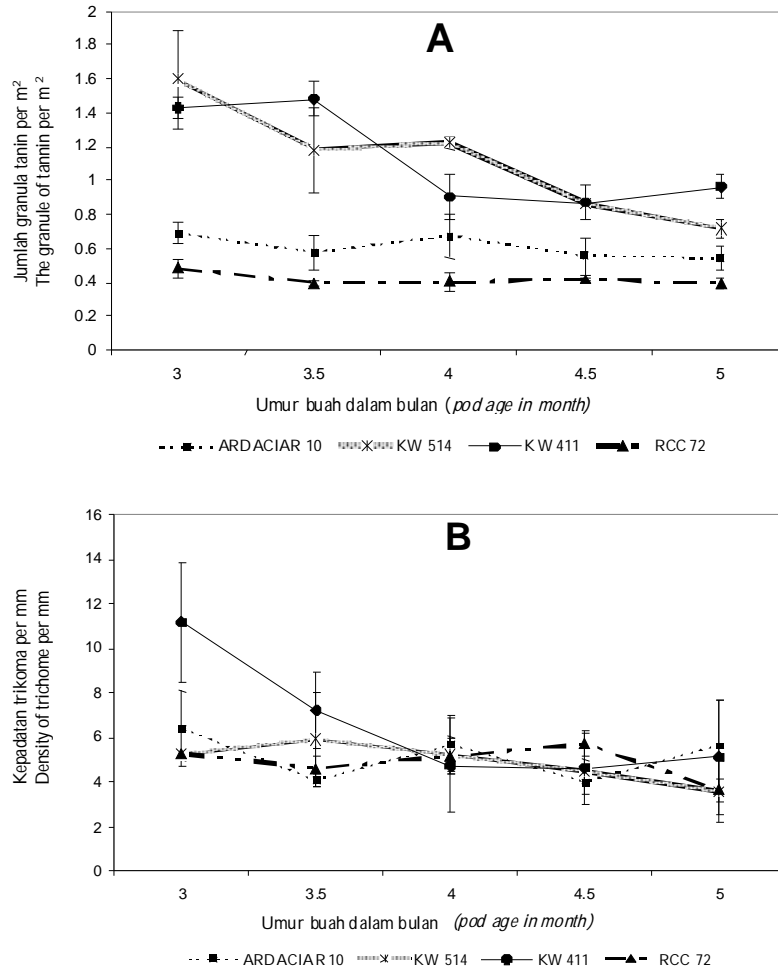 A
2
1.8
1.6
1.4
1.2
1
0.8
0.6
0.4
0.2
0
Jumlah granula tanin per m²
The granule of tannin per m²
3 3.5 4 4.5 5
Umur buah dalam bulan (pod age in month)
ARDACIAR 10 KW 514 KW 411 RCC 72
B
16
14
12
10
8
6
4
2
0
Kepadatan trikoma per mm
Density of trichome per mm
3 3.5 4 4.5 5
Umur buah dalam bulan (pod age in month)
ARDACIAR 10 KW 514 KW 411 RCC 72